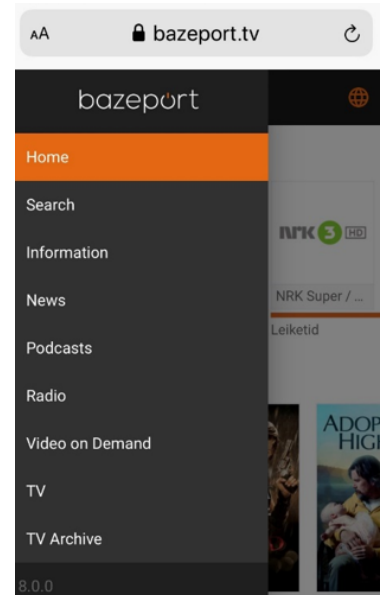 AA bazeport.tv
bazeport
Home
Search
Information
News
Podcasts
Radio
Video on Demand
TV
TV Archive
8.0.0
nrk 3 HD
NRK Super / ...
Leiketid
ADOP
HIG